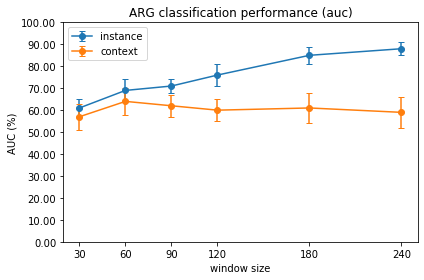 ARG classification performance (auc)
instance
context
AUC (%)
100.00
90.00
80.00
70.00
60.00
50.00
40.00
30.00
20.00
10.00
0.00
30 60 90 120 180 240
window size